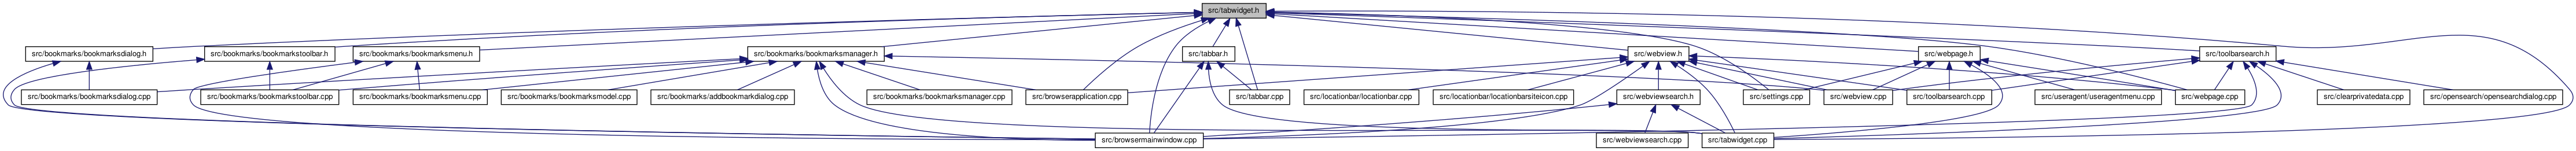 src/tabwidget.h
src/bookmarks/bookmarksdialog.h
src/bookmarks/bookmarkstoolbar.h
src/bookmarks/bookmarksmenu.h
src/bookmarks/bookmarksmanager.h
src/tabbar.h
src/webview.h
src/webpage.h
src/toolbarsearch.h
src/bookmarks/bookmarksdialog.cpp
src/bookmarks/bookmarkstoolbar.cpp
src/bookmarks/bookmarksmenu.cpp
src/bookmarks/bookmarksmodel.cpp
src/bookmarks/addbookmarkdialog.cpp
src/bookmarks/bookmarksmanager.cpp
src/browserapplication.cpp
src/tabbar.cpp
src/locationbar/locationbar.cpp
src/locationbar/locationbarsiteicon.cpp
src/webviewsearch.h
src/settings.cpp
src/webview.cpp
src/toolbarsearch.cpp
src/useragent/useragentmenu.cpp
src/webpage.cpp
src/clearprivatedata.cpp
src/opensearch/opensearchdialog.cpp
src/browsermainwindow.cpp
src/webviewsearch.cpp
src/tabwidget.cpp